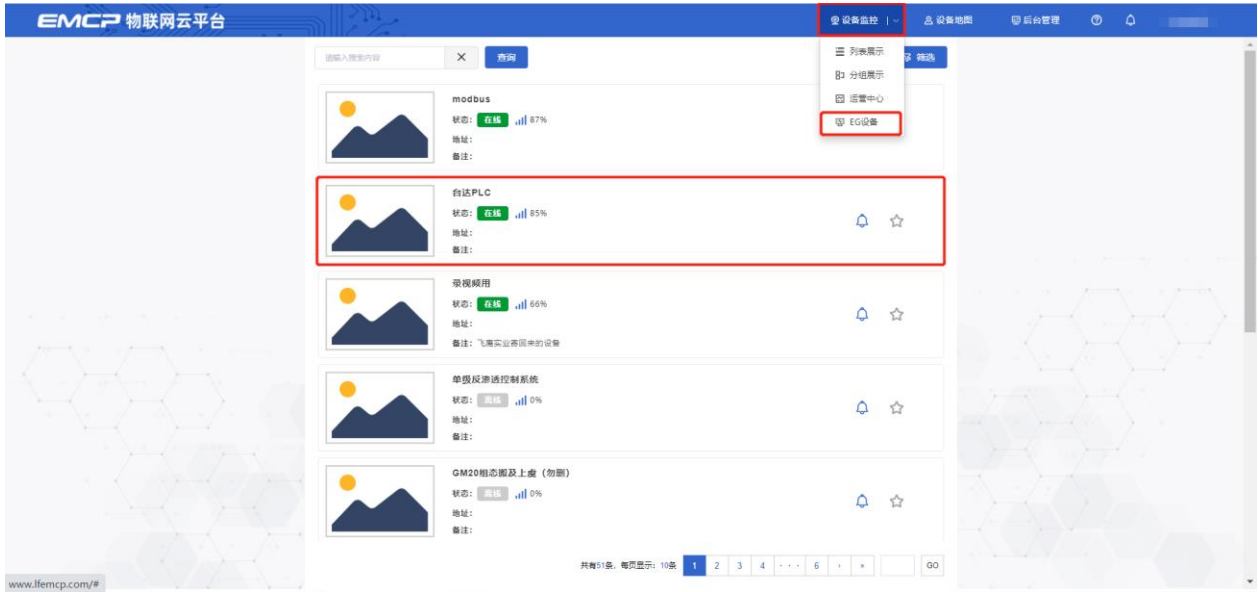 EMCP 物联网云平台
设备监控
设备地图
后台管理
列表展示
分组展示
运营中心
EG设备
请输入搜索内容
查询
筛选
modbus
状态: 在线 87%
地址:
备注:
台达PLC
状态: 在线 85%
地址:
备注:
录视频用
状态: 在线 66%
地址:
备注: 飞鹰实业寄回来的设备
单级反渗透控制系统
状态: 离线 0%
地址:
备注:
GM20组态搬及上虞 (勿删)
状态: 离线 0%
地址:
备注:
共有51条, 每页显示: 10条 1 2 3 4 ··· 6 › » GO
www.lfemcp.com/#